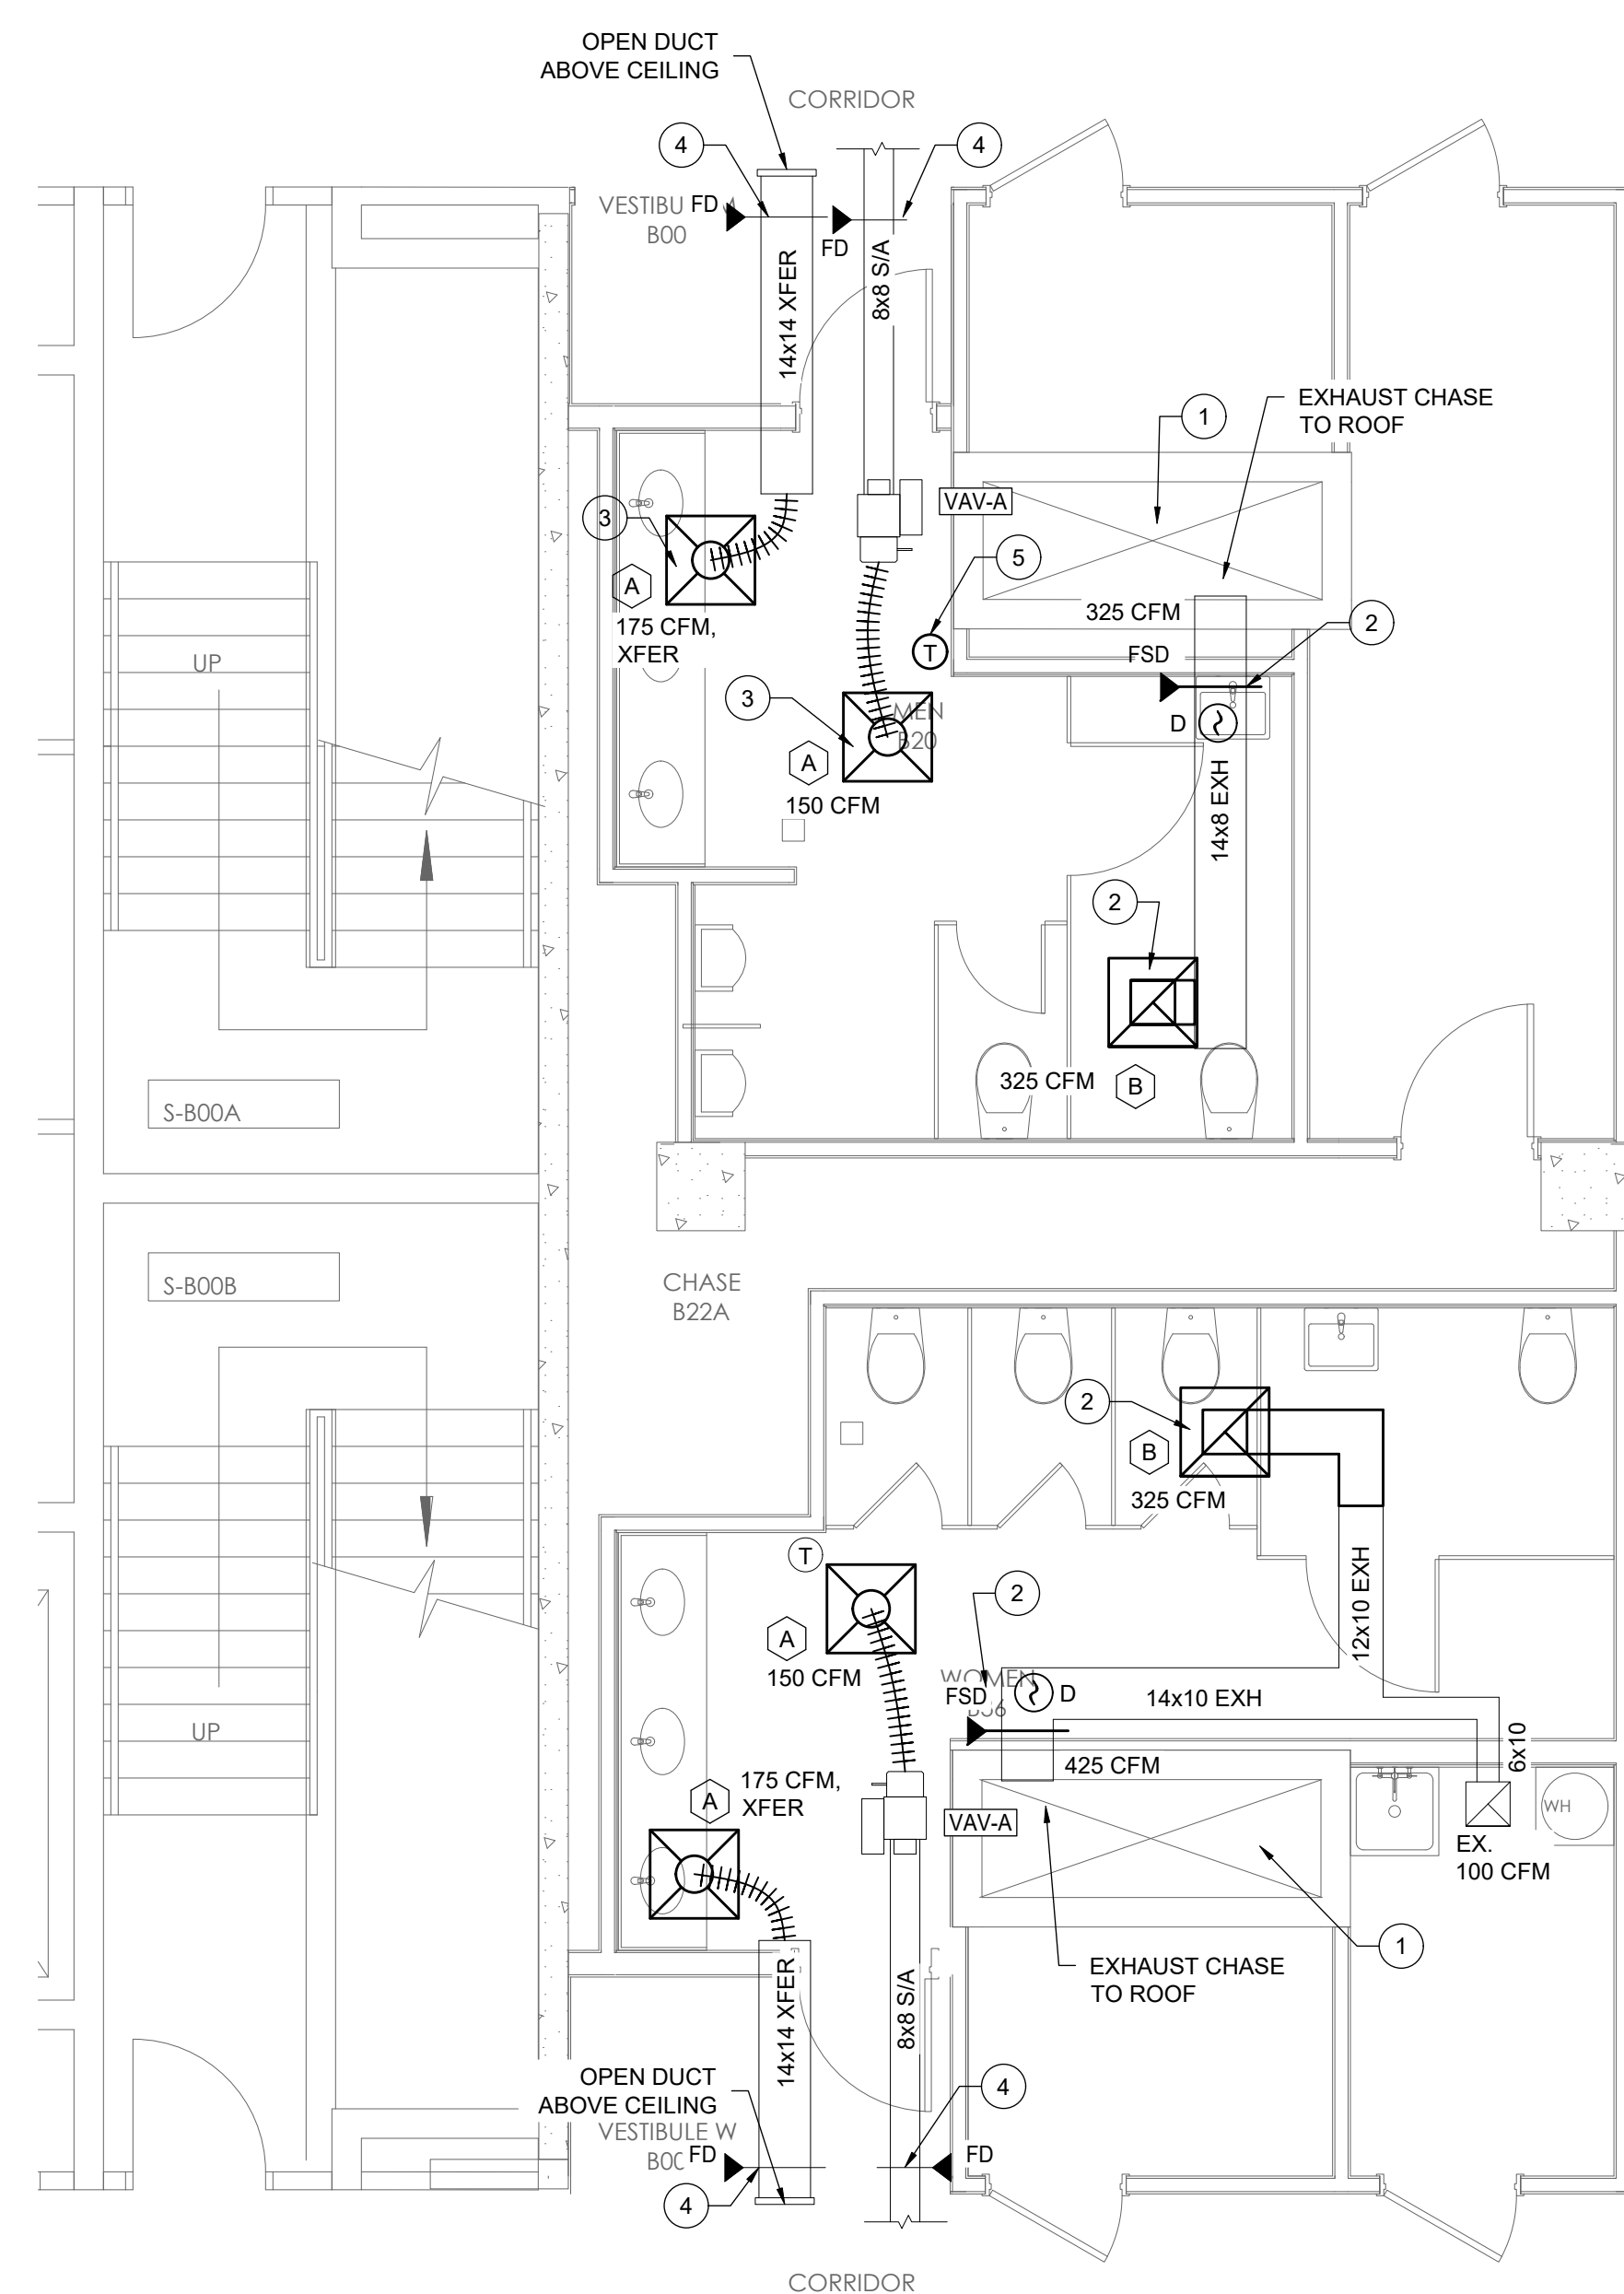 OPEN DUCT
ABOVE CEILING
CORRIDOR
4
4
VESTIBU
B00
FD
FD
14x14 XFER
8x8 S/A
EXHAUST CHASE
TO ROOF
1
VAV-A
3
5
A
175 CFM,
XFER
T
325 CFM
2
FSD
UP
3
MEN
B20
D
A
150 CFM
14x8 EXH
2
325 CFM
B
S-B00A
S-B00B
CHASE
B22A
2
B
325 CFM
T
2
A
150 CFM
12x10 EXH
WOMEN
FSD
D
14x10 EXH
UP
6x10
425 CFM
175 CFM,
XFER
A
VAV-A
WH
EX.
100 CFM
1
EXHAUST CHASE
TO ROOF
14x14 XFER
8x8 S/A
OPEN DUCT
ABOVE CEILING
4
VESTIBULE W
FD
FD
4
CORRIDOR